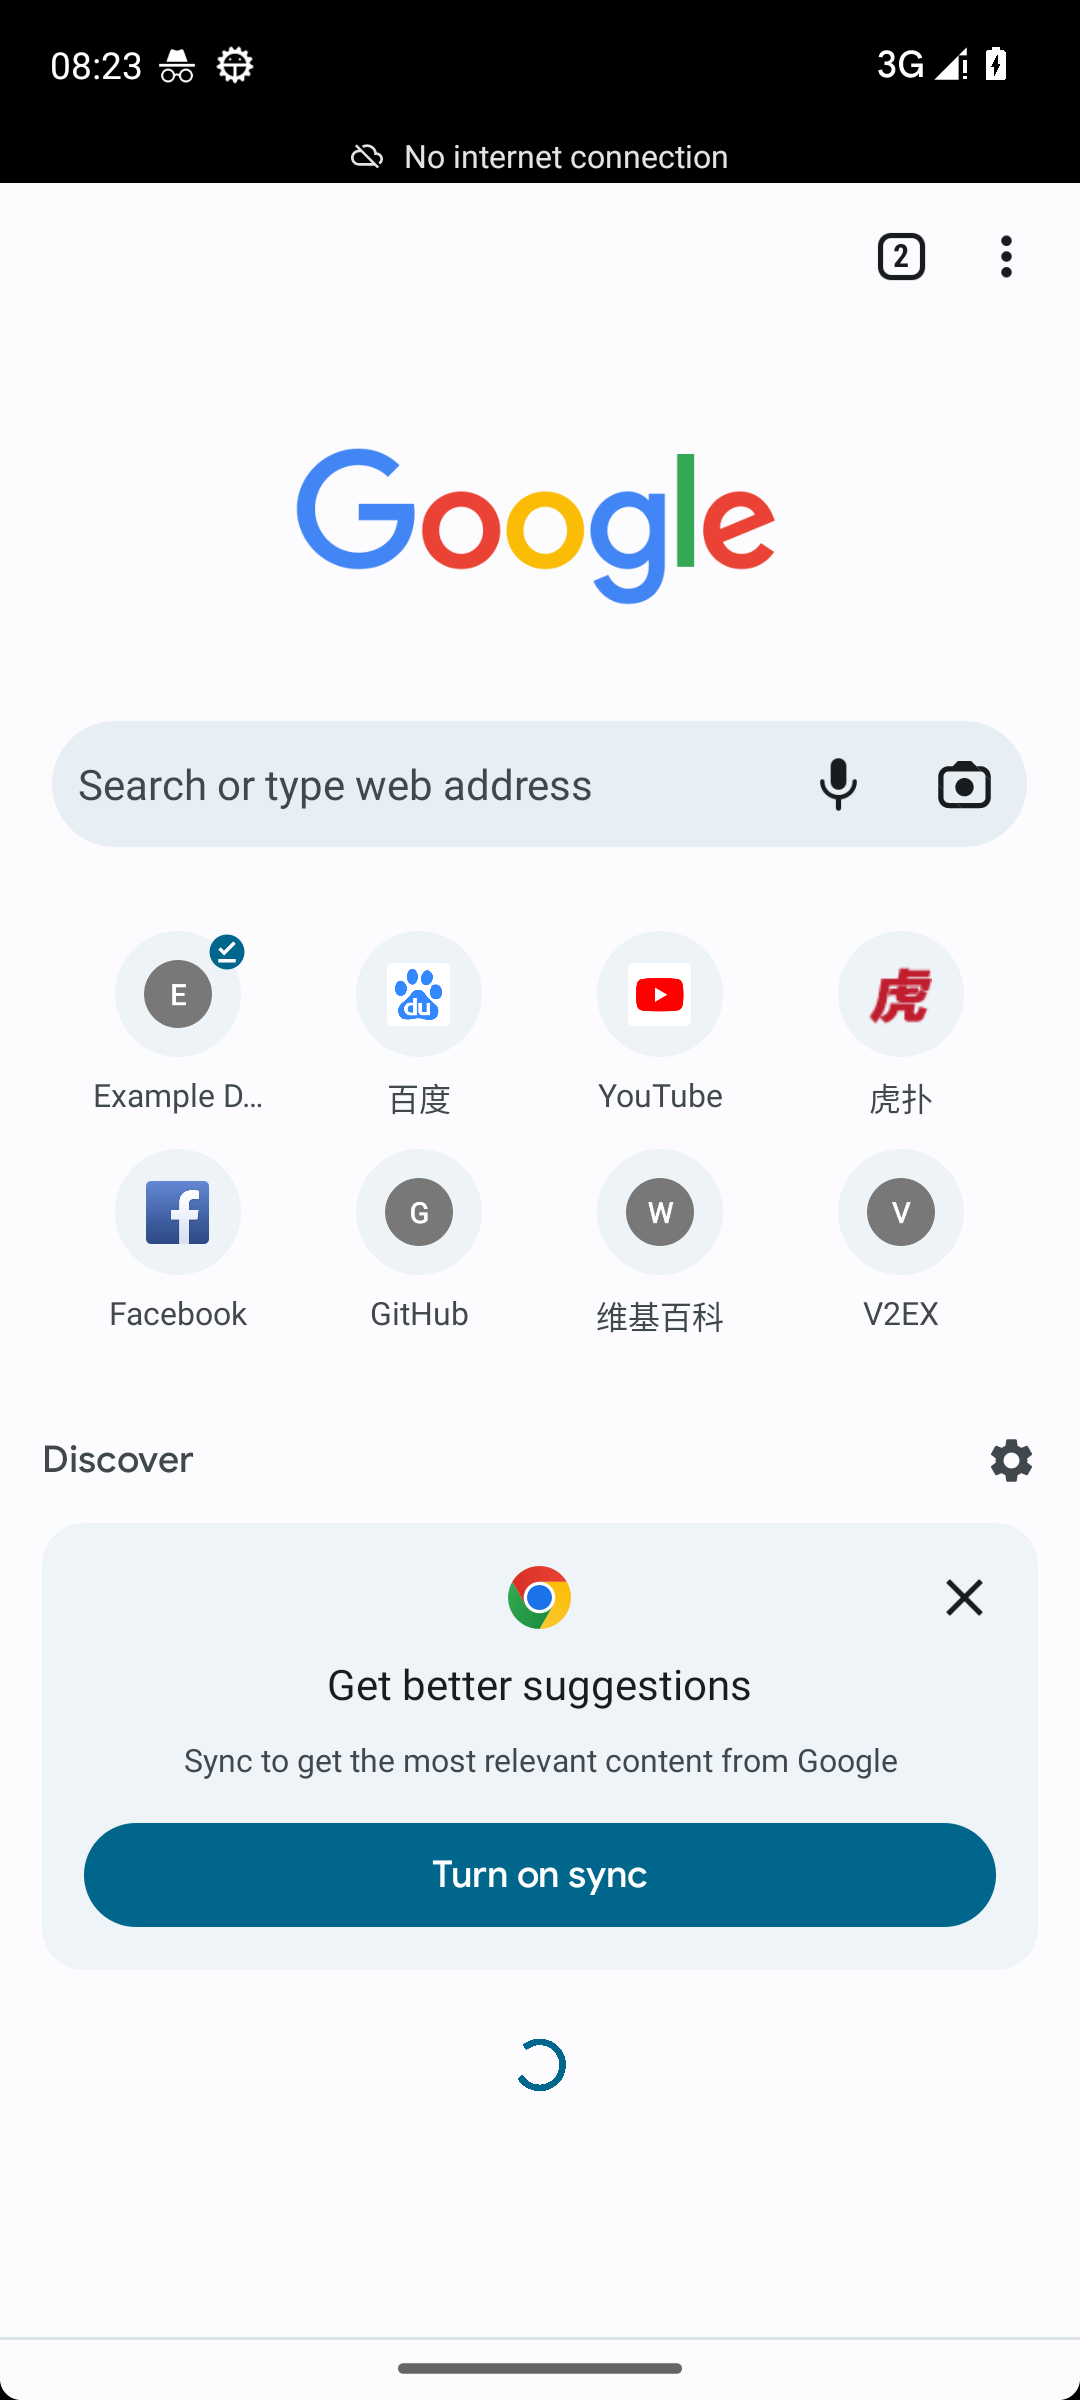 08:23
3G
No internet connection
2
Google
Search or type web address
E
du
虎
Example D...
百度
YouTube
虎扑
G
W
V
Facebook
GitHub
维基百科
V2EX
Discover
Get better suggestions
Sync to get the most relevant content from Google
Turn on sync